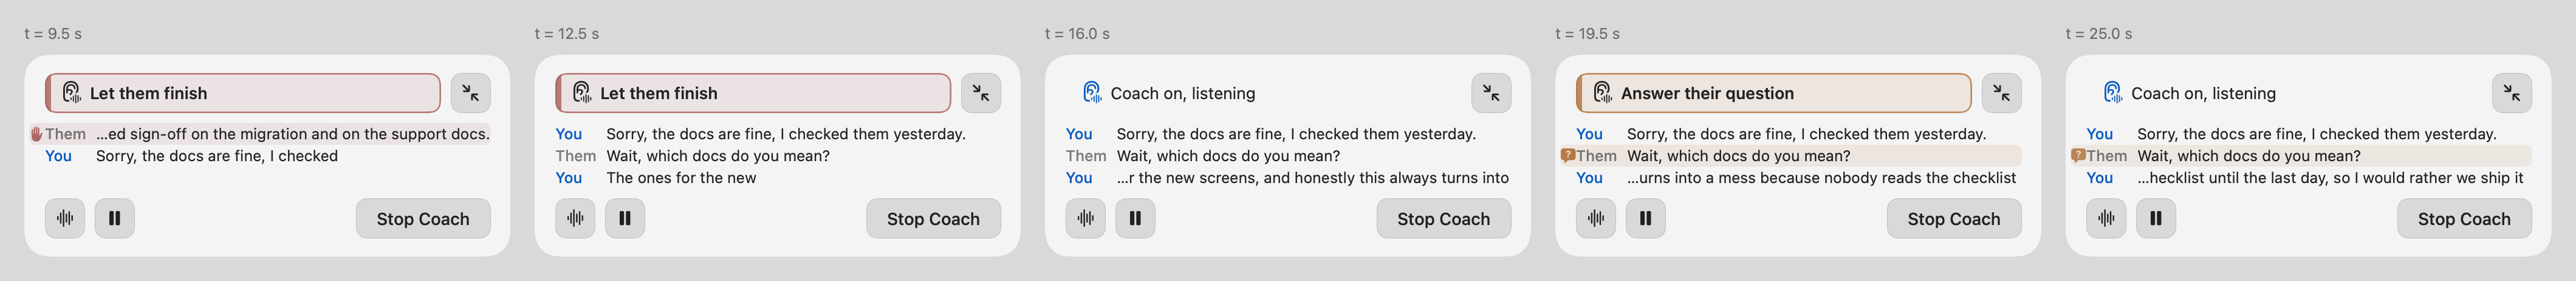 t = 9.5 s
Let them finish
Them ...ed sign-off on the migration and on the support docs.
You Sorry, the docs are fine, I checked
Stop Coach
t = 12.5 s
Let them finish
You Sorry, the docs are fine, I checked them yesterday.
Them Wait, which docs do you mean?
You The ones for the new
Stop Coach
t = 16.0 s
Coach on, listening
You Sorry, the docs are fine, I checked them yesterday.
Them Wait, which docs do you mean?
You ...r the new screens, and honestly this always turns into
Stop Coach
t = 19.5 s
Answer their question
You Sorry, the docs are fine, I checked them yesterday.
? Them Wait, which docs do you mean?
You ...urns into a mess because nobody reads the checklist
Stop Coach
t = 25.0 s
Coach on, listening
You Sorry, the docs are fine, I checked them yesterday.
? Them Wait, which docs do you mean?
You ...hecklist until the last day, so I would rather we ship it
Stop Coach